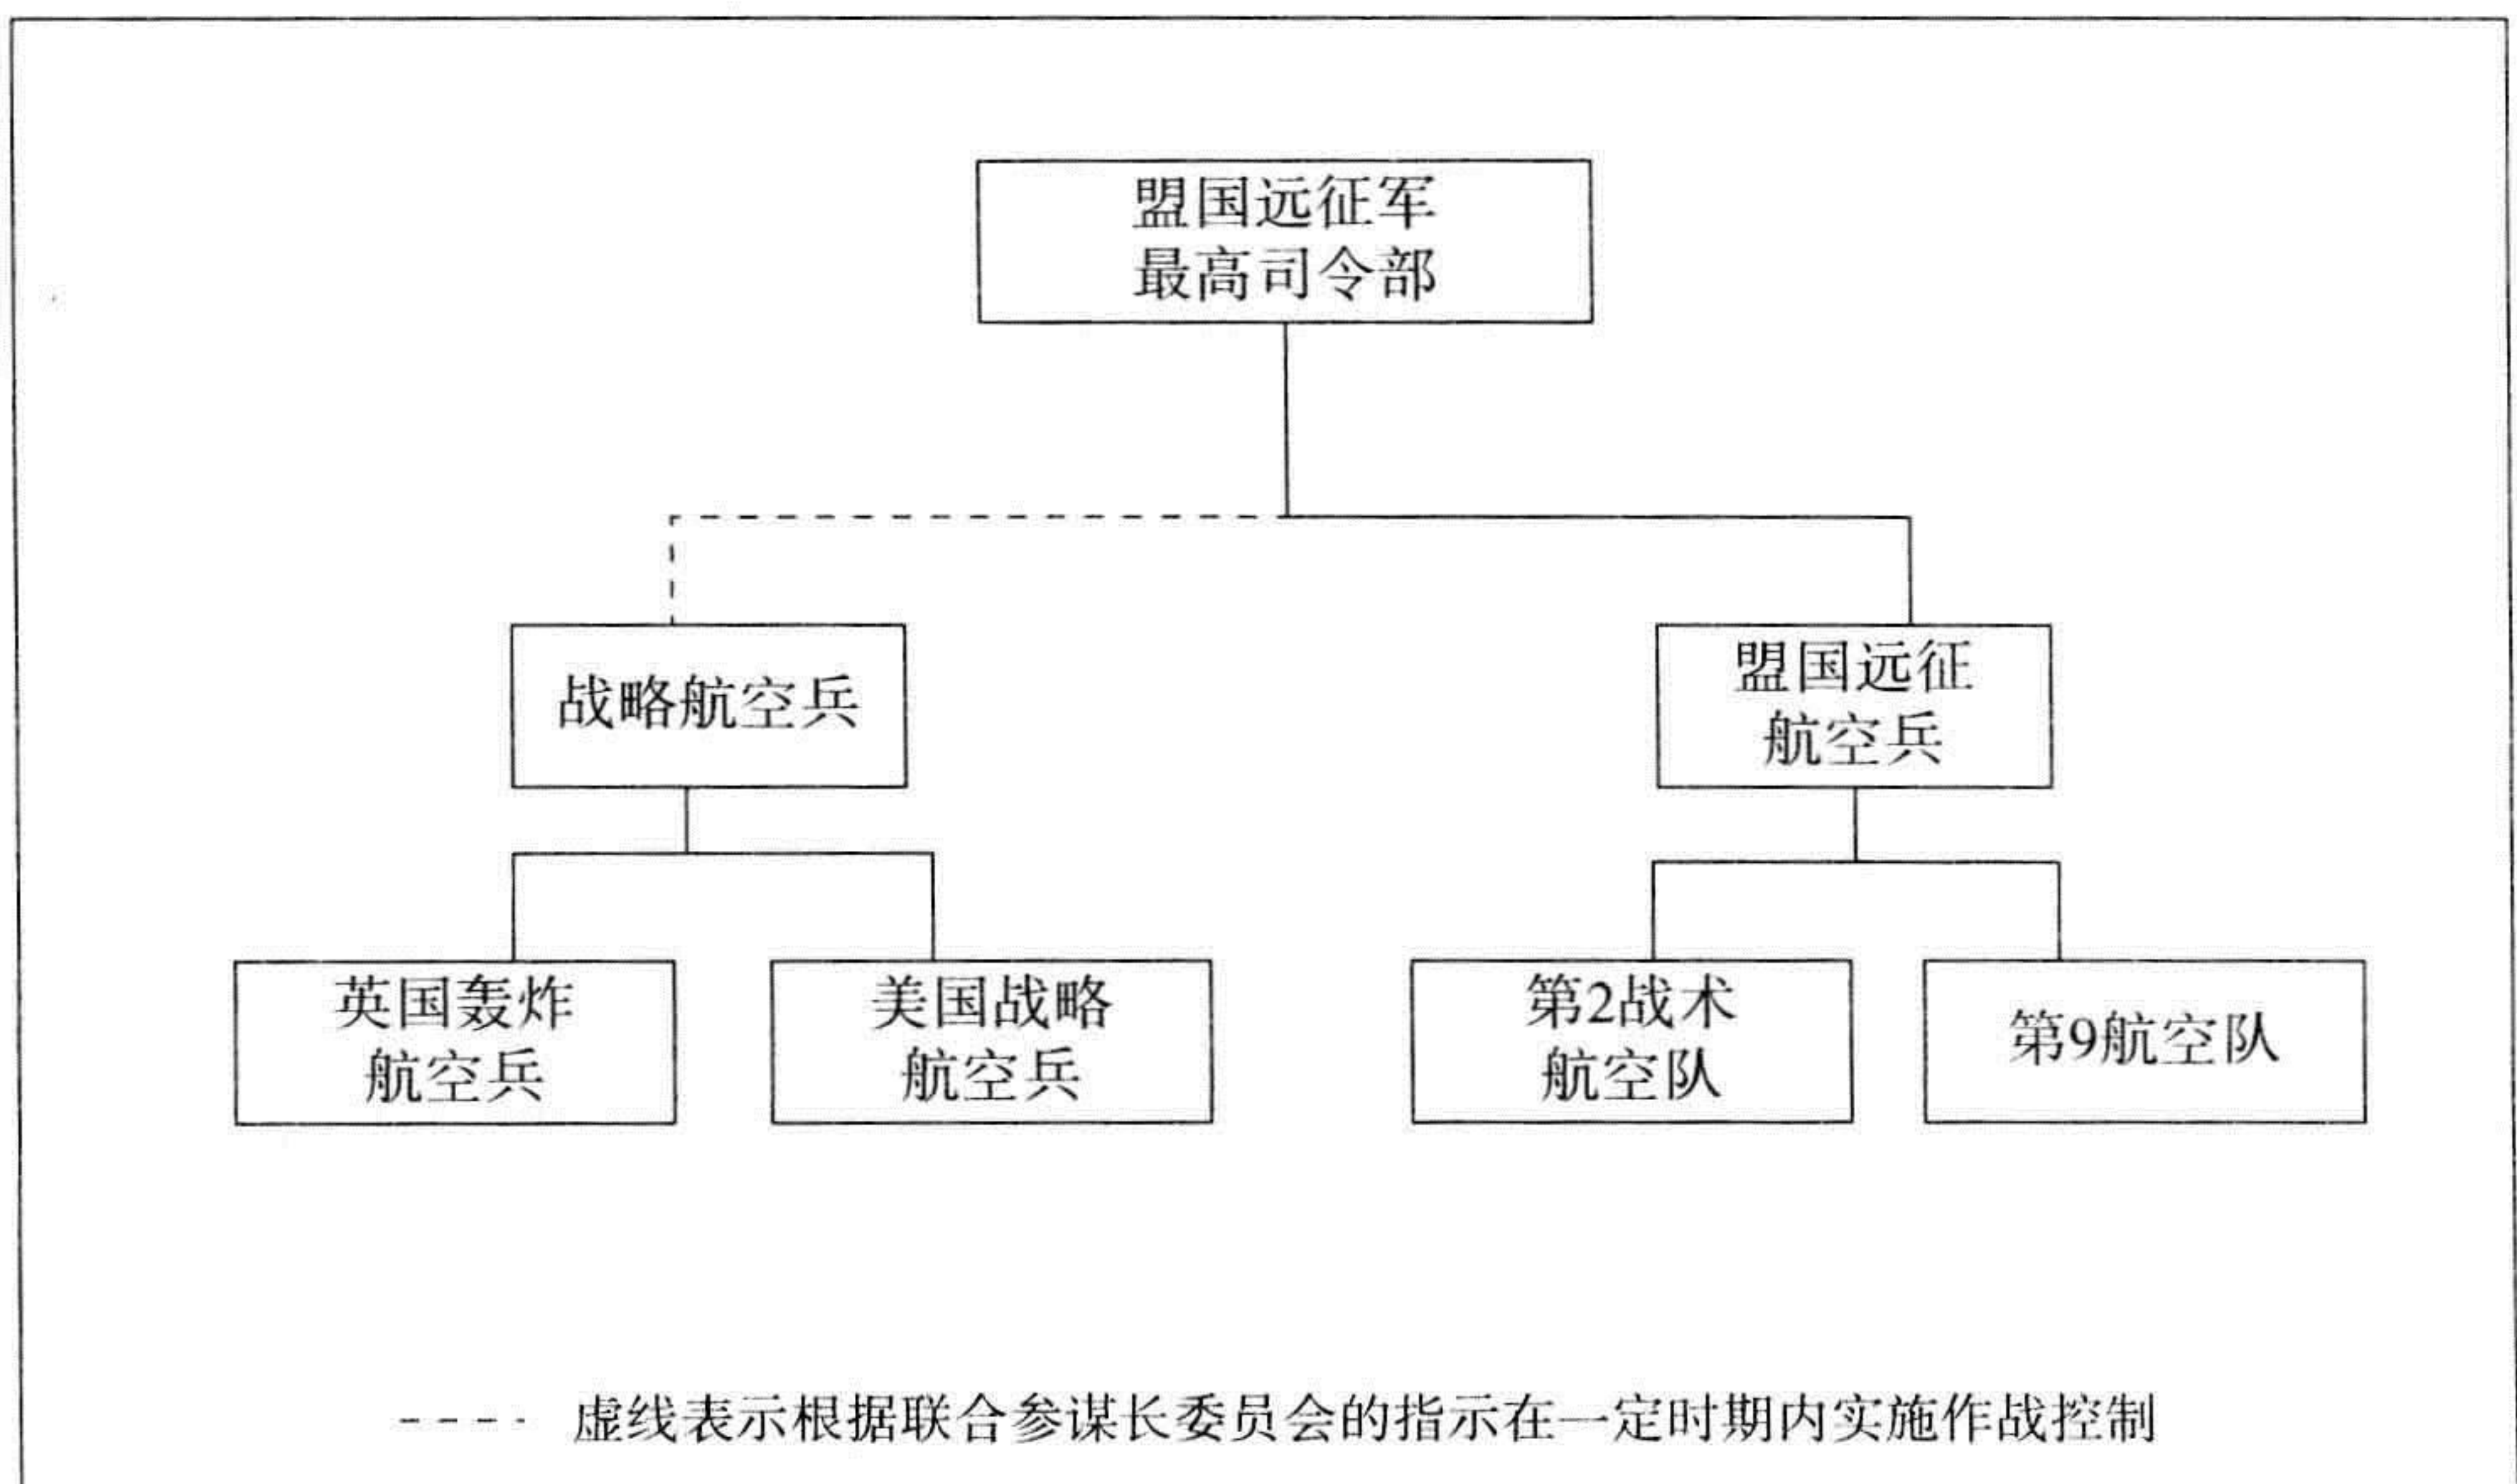 盟国远征军
最高司令部
战略航空兵
盟国远征
航空兵
英国轰炸
航空兵
美国战略
航空兵
第2战术
航空队
第9航空队
---- 虚线表示根据联合参谋长委员会的指示在一定时期内实施作战控制